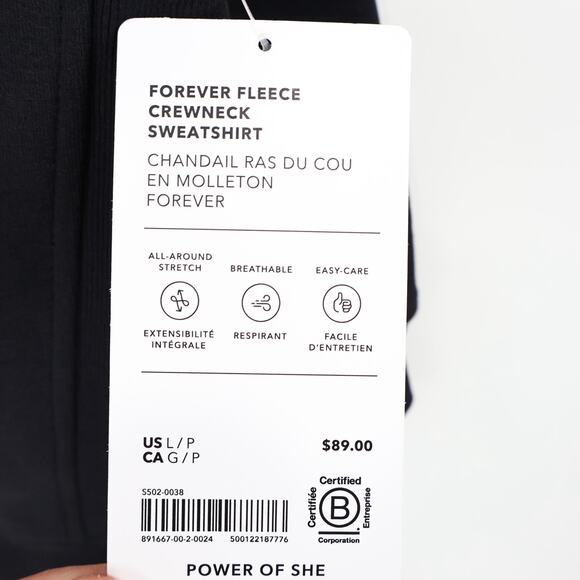 FOREVER FLEECE
CREWNECK
SWEATSHIRT
CHANDAIL RAS DU COU
EN MOLLETON
FOREVER
ALL-AROUND
STRETCH
EXTENSIBILITÉ
INTÉGRALE
BREATHABLE
RESPIRANT
EASY-CARE
FACILE
D'ENTRETIEN
US L / P
CA G / P
$89.00
S502-0038
891667-00-2-0024 500122187776
Certified
Certifiée
B
Entreprise
Corporation
POWER OF SHE